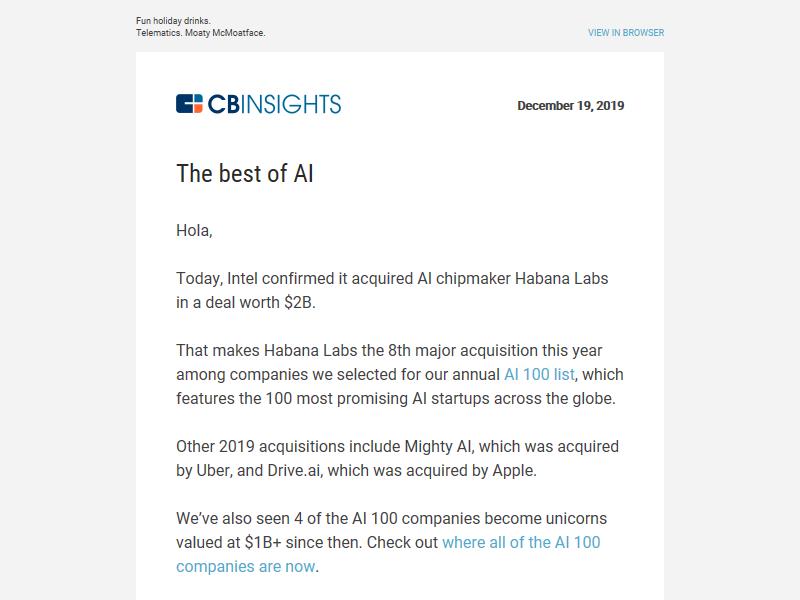 Fun holiday drinks.
Telematics. Moaty McMoatface.
VIEW IN BROWSER
CBINSIGHTS
December 19, 2019
The best of AI
Hola,
Today, Intel confirmed it acquired AI chipmaker Habana Labs
in a deal worth $2B.
That makes Habana Labs the 8th major acquisition this year
among companies we selected for our annual AI 100 list, which
features the 100 most promising AI startups across the globe.
Other 2019 acquisitions include Mighty AI, which was acquired
by Uber, and Drive.ai, which was acquired by Apple.
We’ve also seen 4 of the AI 100 companies become unicorns
valued at $1B+ since then. Check out where all of the AI 100
companies are now.